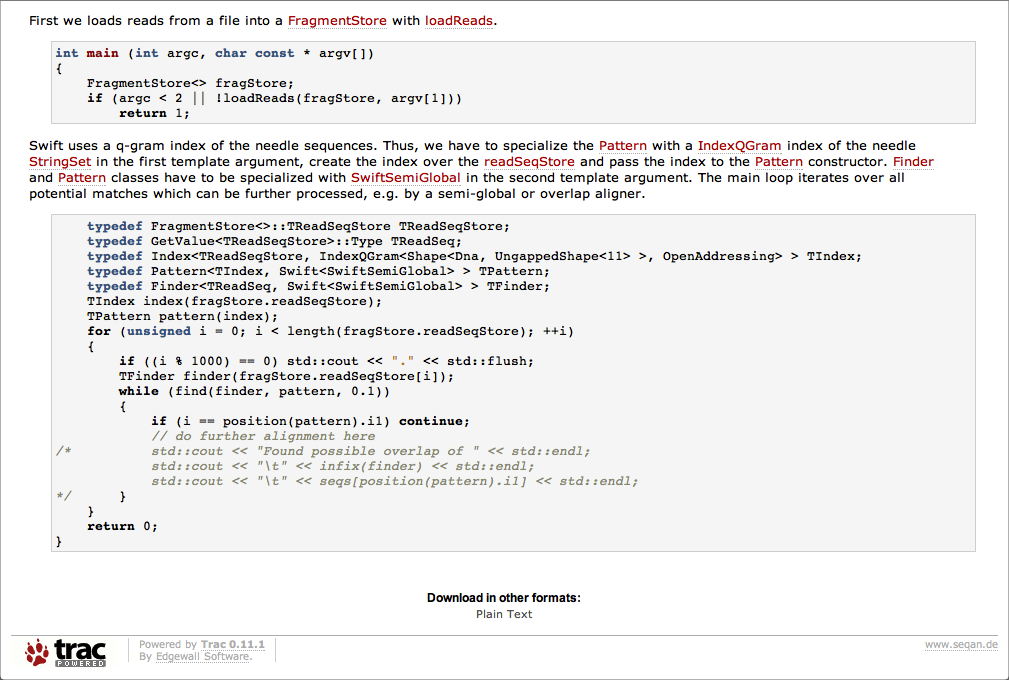 First we loads reads from a file into a FragmentStore with loadReads.
int main (int argc, char const * argv[])
{
    FragmentStore<> fragStore;
    if (argc < 2 || !loadReads(fragStore, argv[1]))
        return 1;
Swift uses a q-gram index of the needle sequences. Thus, we have to specialize the Pattern with a IndexQGram index of the needle
StringSet in the first template argument, create the index over the readSeqStore and pass the index to the Pattern constructor. Finder
and Pattern classes have to be specialized with SwiftSemiGlobal in the second template argument. The main loop iterates over all
potential matches which can be further processed, e.g. by a semi-global or overlap aligner.
    typedef FragmentStore<>::TReadSeqStore TReadSeqStore;
    typedef GetValue<TReadSeqStore>::Type TReadSeq;
    typedef Index<TReadSeqStore, IndexQGram<Shape<Dna, UngappedShape<11> >, OpenAddressing> > TIndex;
    typedef Pattern<TIndex, Swift<SwiftSemiGlobal> > TPattern;
    typedef Finder<TReadSeq, Swift<SwiftSemiGlobal> > TFinder;
    TIndex index(fragStore.readSeqStore);
    TPattern pattern(index);
    for (unsigned i = 0; i < length(fragStore.readSeqStore); ++i)
    {
        if ((i % 1000) == 0) std::cout << "." << std::flush;
        TFinder finder(fragStore.readSeqStore[i]);
        while (find(finder, pattern, 0.1))
        {
            if (i == position(pattern).i1) continue;
            // do further alignment here
/*          std::cout << "Found possible overlap of " << std::endl;
            std::cout << "\t" << infix(finder) << std::endl;
            std::cout << "\t" << seqs[position(pattern).i1] << std::endl;
*/      }
    }
    return 0;
}
Download in other formats:
Plain Text
trac
POWERED
Powered by Trac 0.11.1
By Edgewall Software.
www.seqan.de